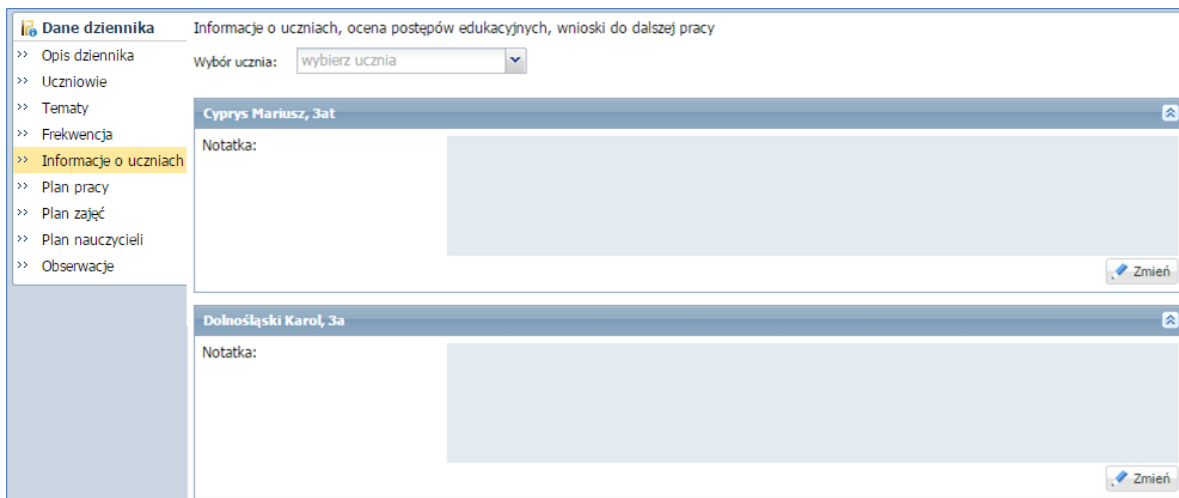 Dane dziennika
>> Opis dziennika
>> Uczniowie
>> Tematy
>> Frekwencja
>> Informacje o uczniach
>> Plan pracy
>> Plan zajęć
>> Plan nauczycieli
>> Obserwacje
Informacje o uczniach, ocena postępów edukacyjnych, wnioski do dalszej pracy
Wybór ucznia: wybierz ucznia
Cyprys Mariusz, 3at
Notatka:
Zmień
Dolnośląski Karol, 3a
Notatka:
Zmień